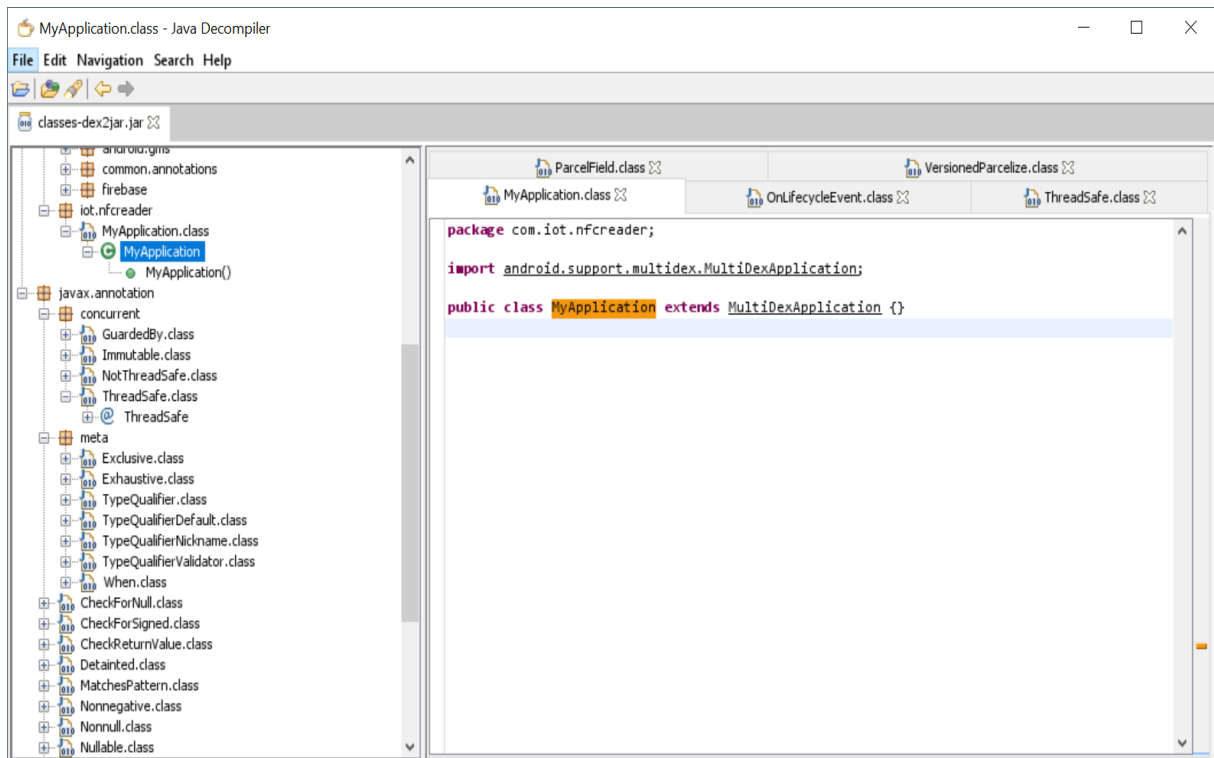 MyApplication.class - Java Decompiler
File Edit Navigation Search Help
classes-dex2jar.jar
android.gms
common.annotations
firebase
iot.nfcreader
MyApplication.class
MyApplication
MyApplication()
javax.annotation
concurrent
GuardedBy.class
Immutable.class
NotThreadSafe.class
ThreadSafe.class
ThreadSafe
meta
Exclusive.class
Exhaustive.class
TypeQualifier.class
TypeQualifierDefault.class
TypeQualifierNickname.class
TypeQualifierValidator.class
When.class
CheckForNull.class
CheckForSigned.class
CheckReturnValue.class
Detainted.class
MatchesPattern.class
Nonnegative.class
Nonnull.class
Nullable.class
ParcelField.class VersionedParcelize.class
MyApplication.class OnLifecycleEvent.class ThreadSafe.class
package com.iot.nfcreader;
import android.support.multidex.MultiDexApplication;
public class MyApplication extends MultiDexApplication {}